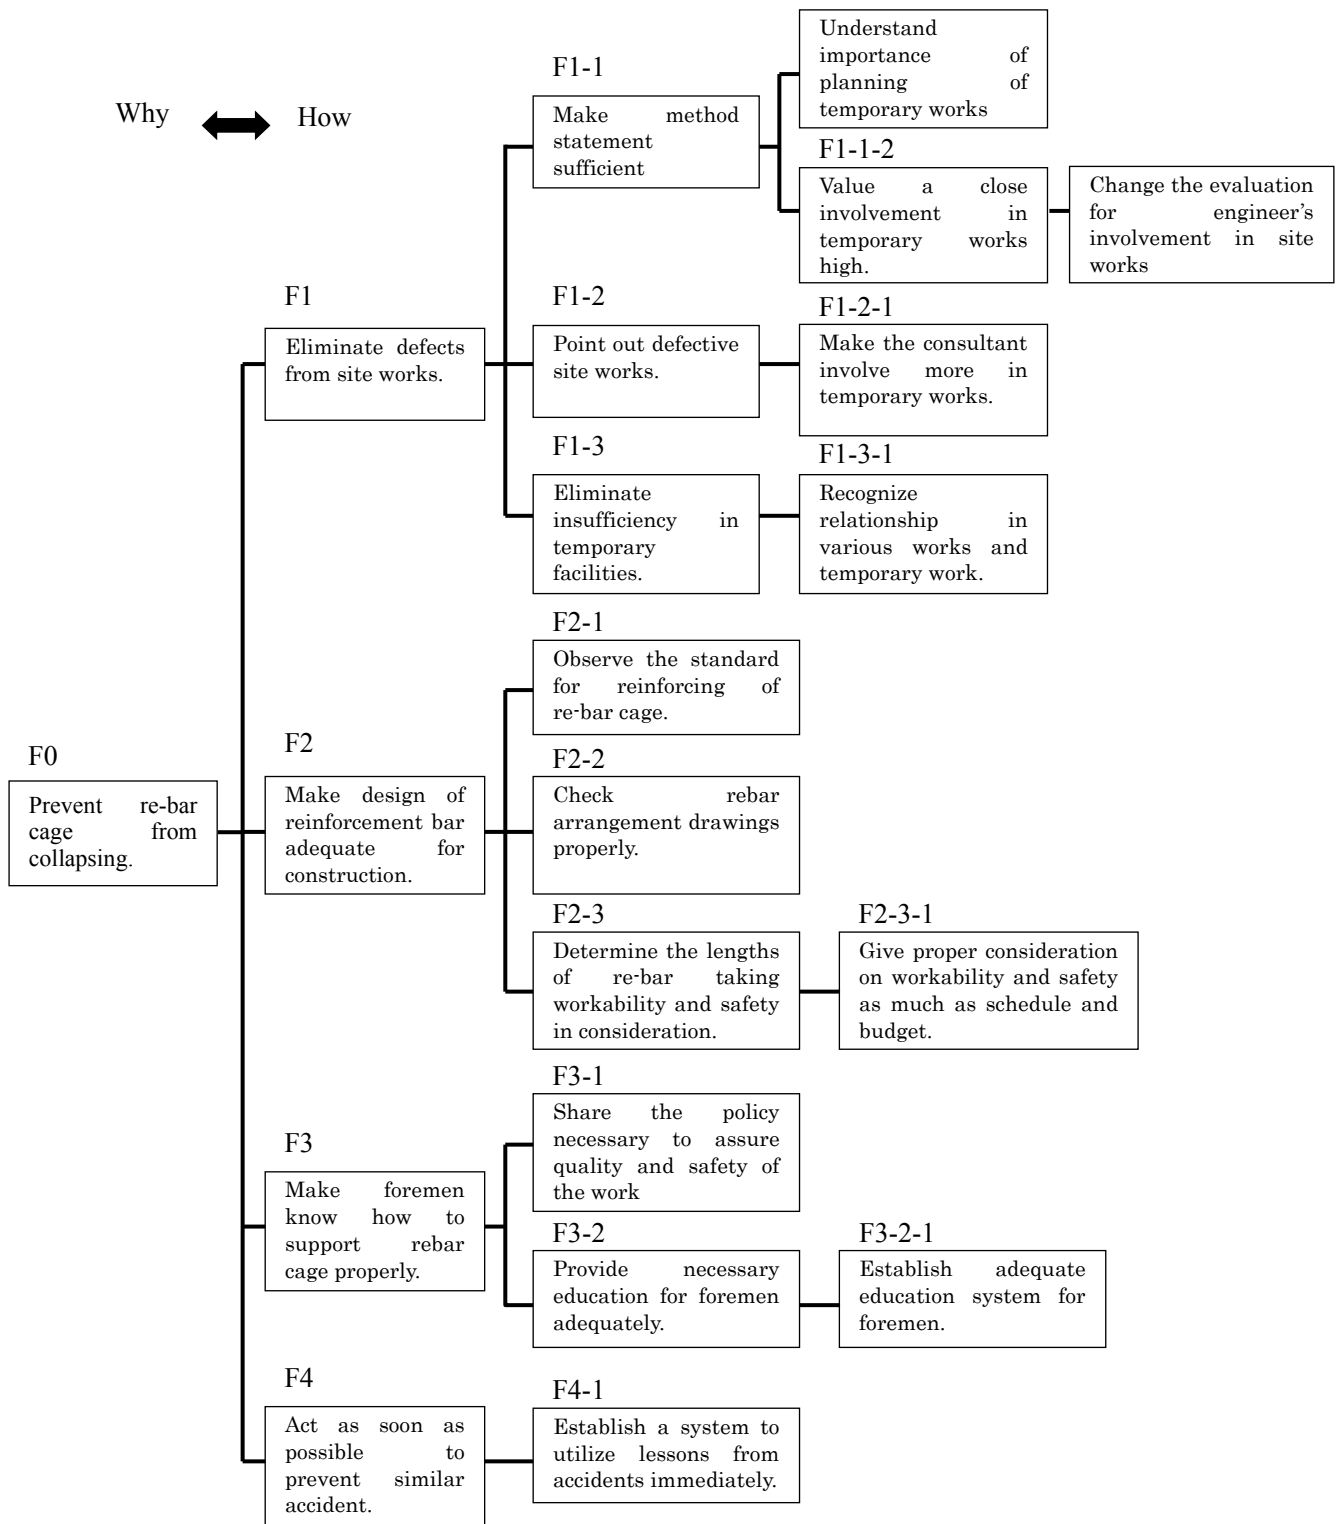 Why
How
F0
Prevent re-bar
cage from
collapsing.
F1
Eliminate defects
from site works.
F1-1
Make method
statement
sufficient
Understand
importance of
planning of
temporary works
F1-1-2
Value a close
involvement in
temporary works
high.
Change the evaluation
for engineer's
involvement in site
works
F1-2
Point out defective
site works.
F1-2-1
Make the consultant
involve more in
temporary works.
F1-3
Eliminate
insufficiency in
temporary
facilities.
F1-3-1
Recognize
relationship in
various works and
temporary work.
F2
Make design of
reinforcement bar
adequate for
construction.
F2-1
Observe the standard
for reinforcing of
re-bar cage.
F2-2
Check rebar
arrangement drawings
properly.
F2-3
Determine the lengths
of re-bar taking
workability and safety
in consideration.
F2-3-1
Give proper consideration
on workability and safety
as much as schedule and
budget.
F3
Make foremen
know how to
support rebar
cage properly.
F3-1
Share the policy
necessary to assure
quality and safety of
the work
F3-2
Provide necessary
education for foremen
adequately.
F3-2-1
Establish adequate
education system for
foremen.
F4
Act as soon as
possible to
prevent similar
accident.
F4-1
Establish a system to
utilize lessons from
accidents immediately.